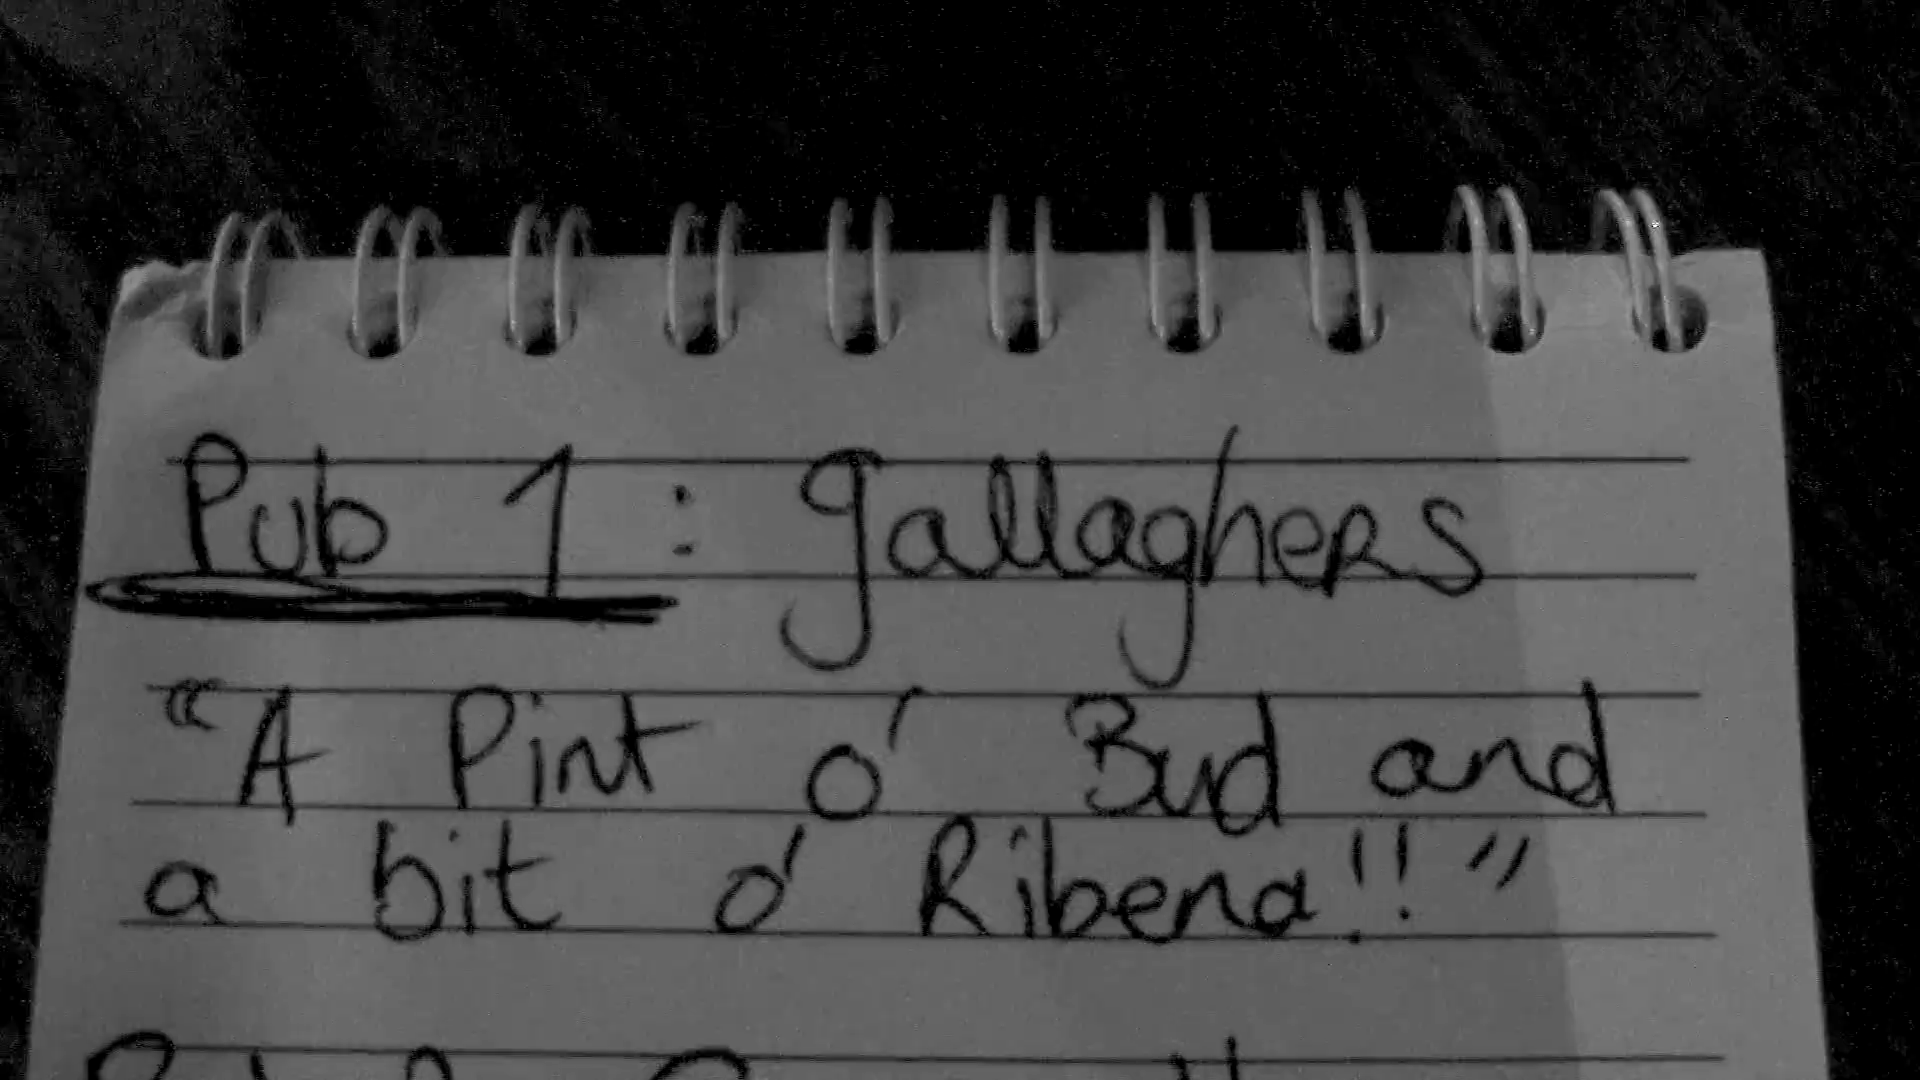 Pub 1 : gallaghers
"A Pint o' Bud and
a bit o' Ribena!!"